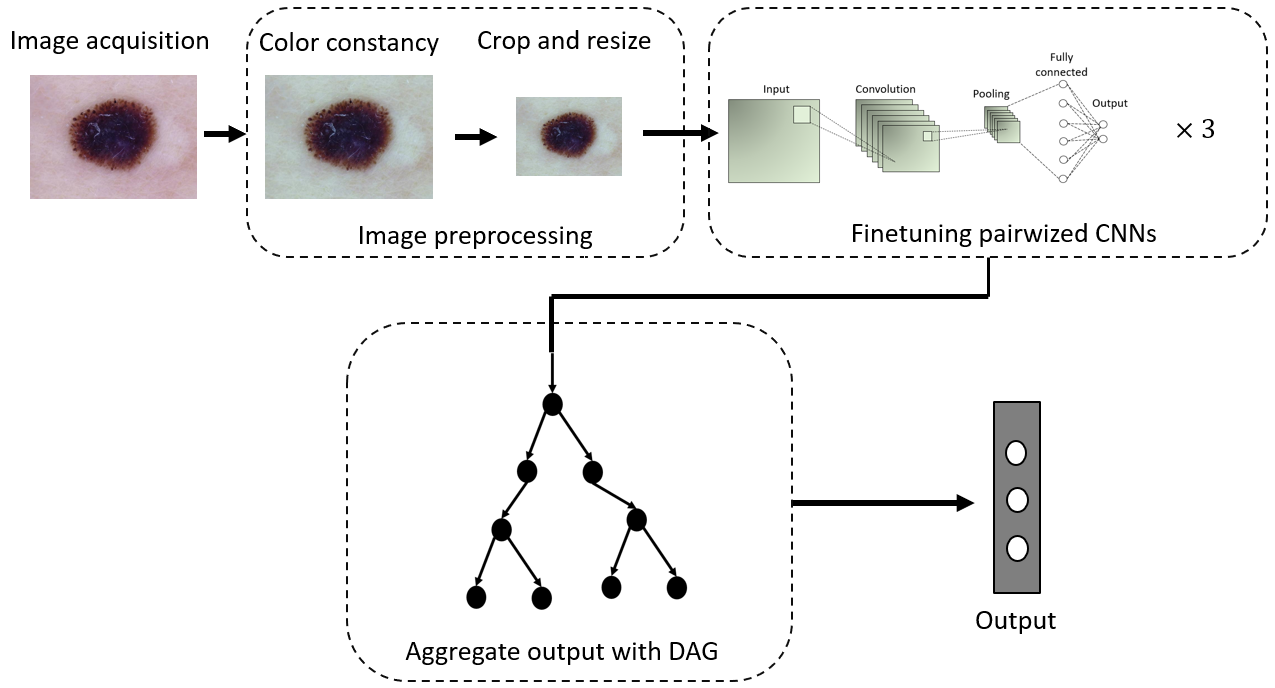 Image acquisition
Color constancy
Crop and resize
Image preprocessing
Input
Convolution
Pooling
Fully
connected
Output
× 3
Finetuning pairwized CNNs
Aggregate output with DAG
Output